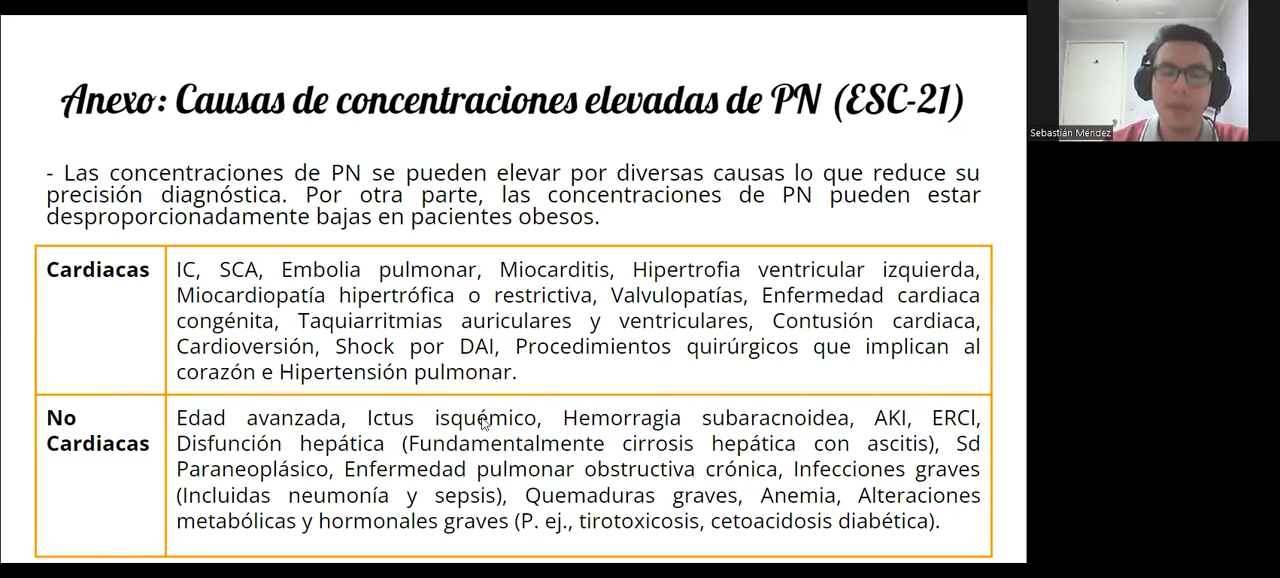 Anexo: Causas de concentraciones elevadas de PN (ESC-21)
- Las concentraciones de PN se pueden elevar por diversas causas lo que reduce su
precisión diagnóstica. Por otra parte, las concentraciones de PN pueden estar
desproporcionadamente bajas en pacientes obesos.
Cardiacas
IC, SCA, Embolia pulmonar, Miocarditis, Hipertrofia ventricular izquierda,
Miocardiopatía hipertrófica o restrictiva, Valvulopatías, Enfermedad cardiaca
congénita, Taquiarritmias auriculares y ventriculares, Contusión cardiaca,
Cardioversión, Shock por DAI, Procedimientos quirúrgicos que implican al
corazón e Hipertensión pulmonar.
No
Cardiacas
Edad avanzada, Ictus isquémico, Hemorragia subaracnoidea, AKI, ERCl,
Disfunción hepática (Fundamentalmente cirrosis hepática con ascitis), Sd
Paraneoplásico, Enfermedad pulmonar obstructiva crónica, Infecciones graves
(Incluidas neumonía y sepsis), Quemaduras graves, Anemia, Alteraciones
metabólicas y hormonales graves (P. ej., tirotoxicosis, cetoacidosis diabética).
Sebastián Méndez